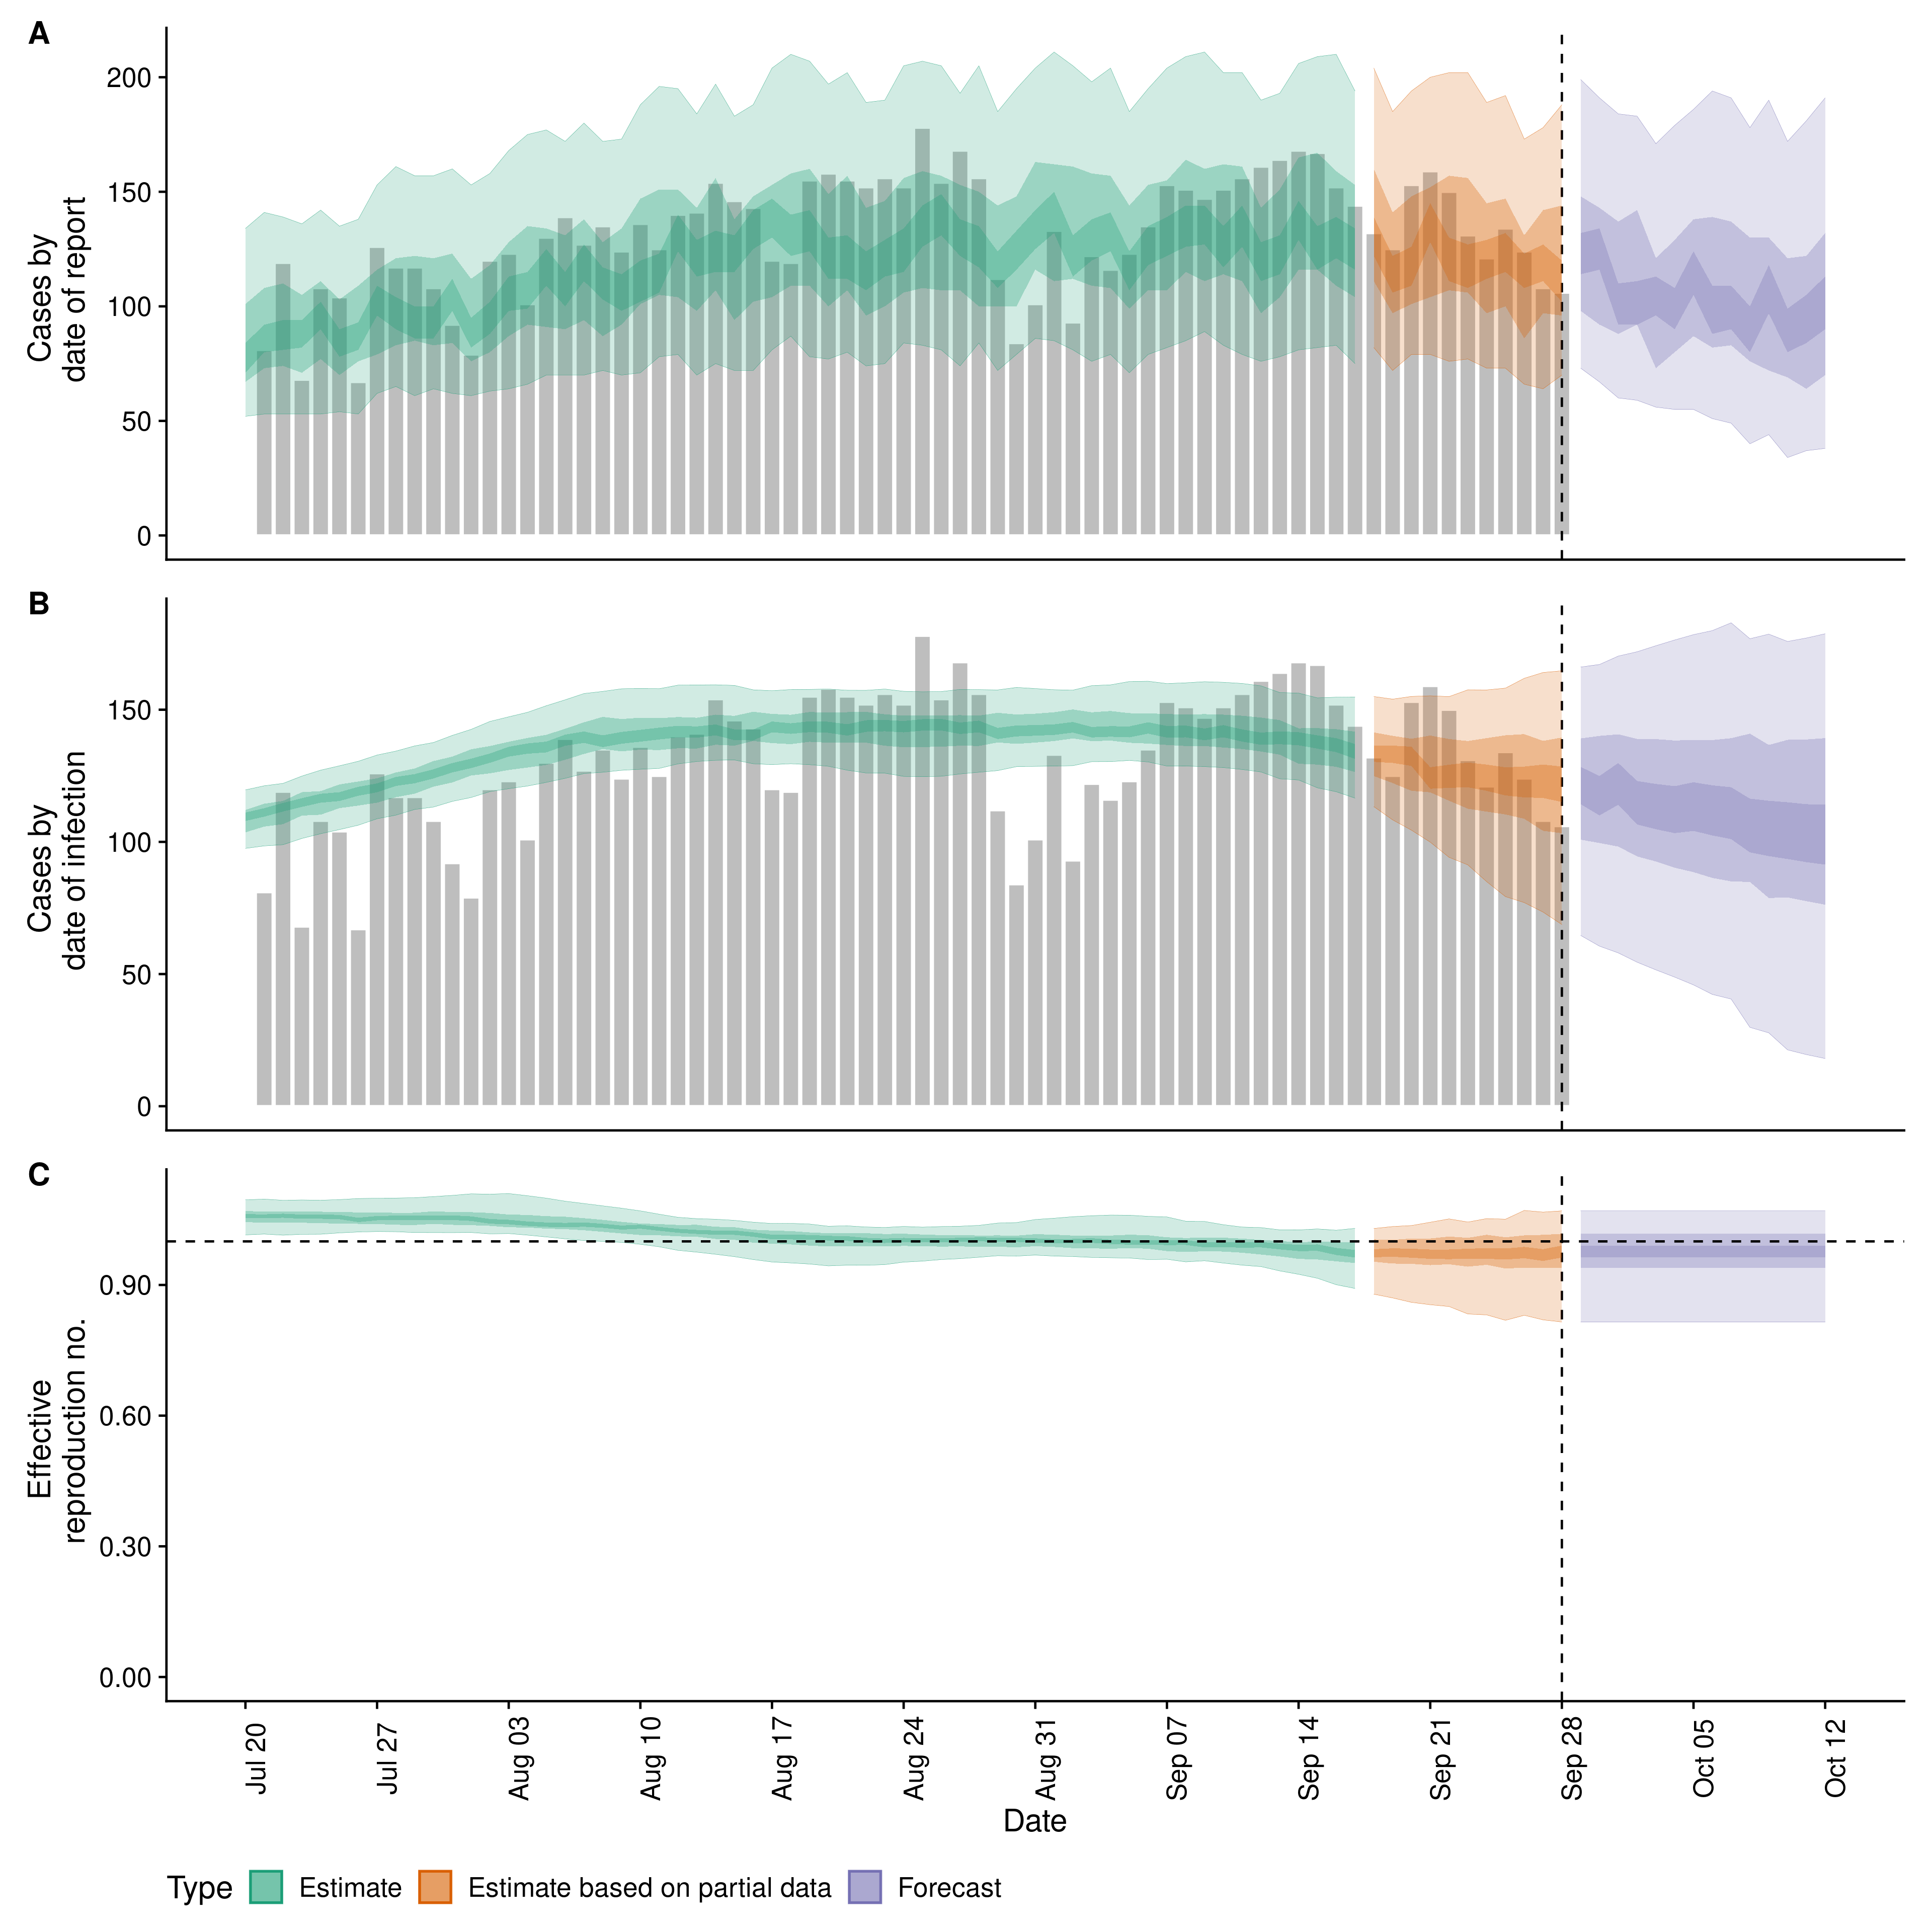 A
Cases by
date of report
200
150
100
50
0
B
Cases by
date of infection
150
100
50
0
C
Effective
reproduction no.
0.90
0.60
0.30
0.00
Jul 20
Jul 27
Aug 03
Aug 10
Aug 17
Aug 24
Aug 31
Sep 07
Sep 14
Sep 21
Sep 28
Oct 05
Oct 12
Date
Type Estimate Estimate based on partial data Forecast